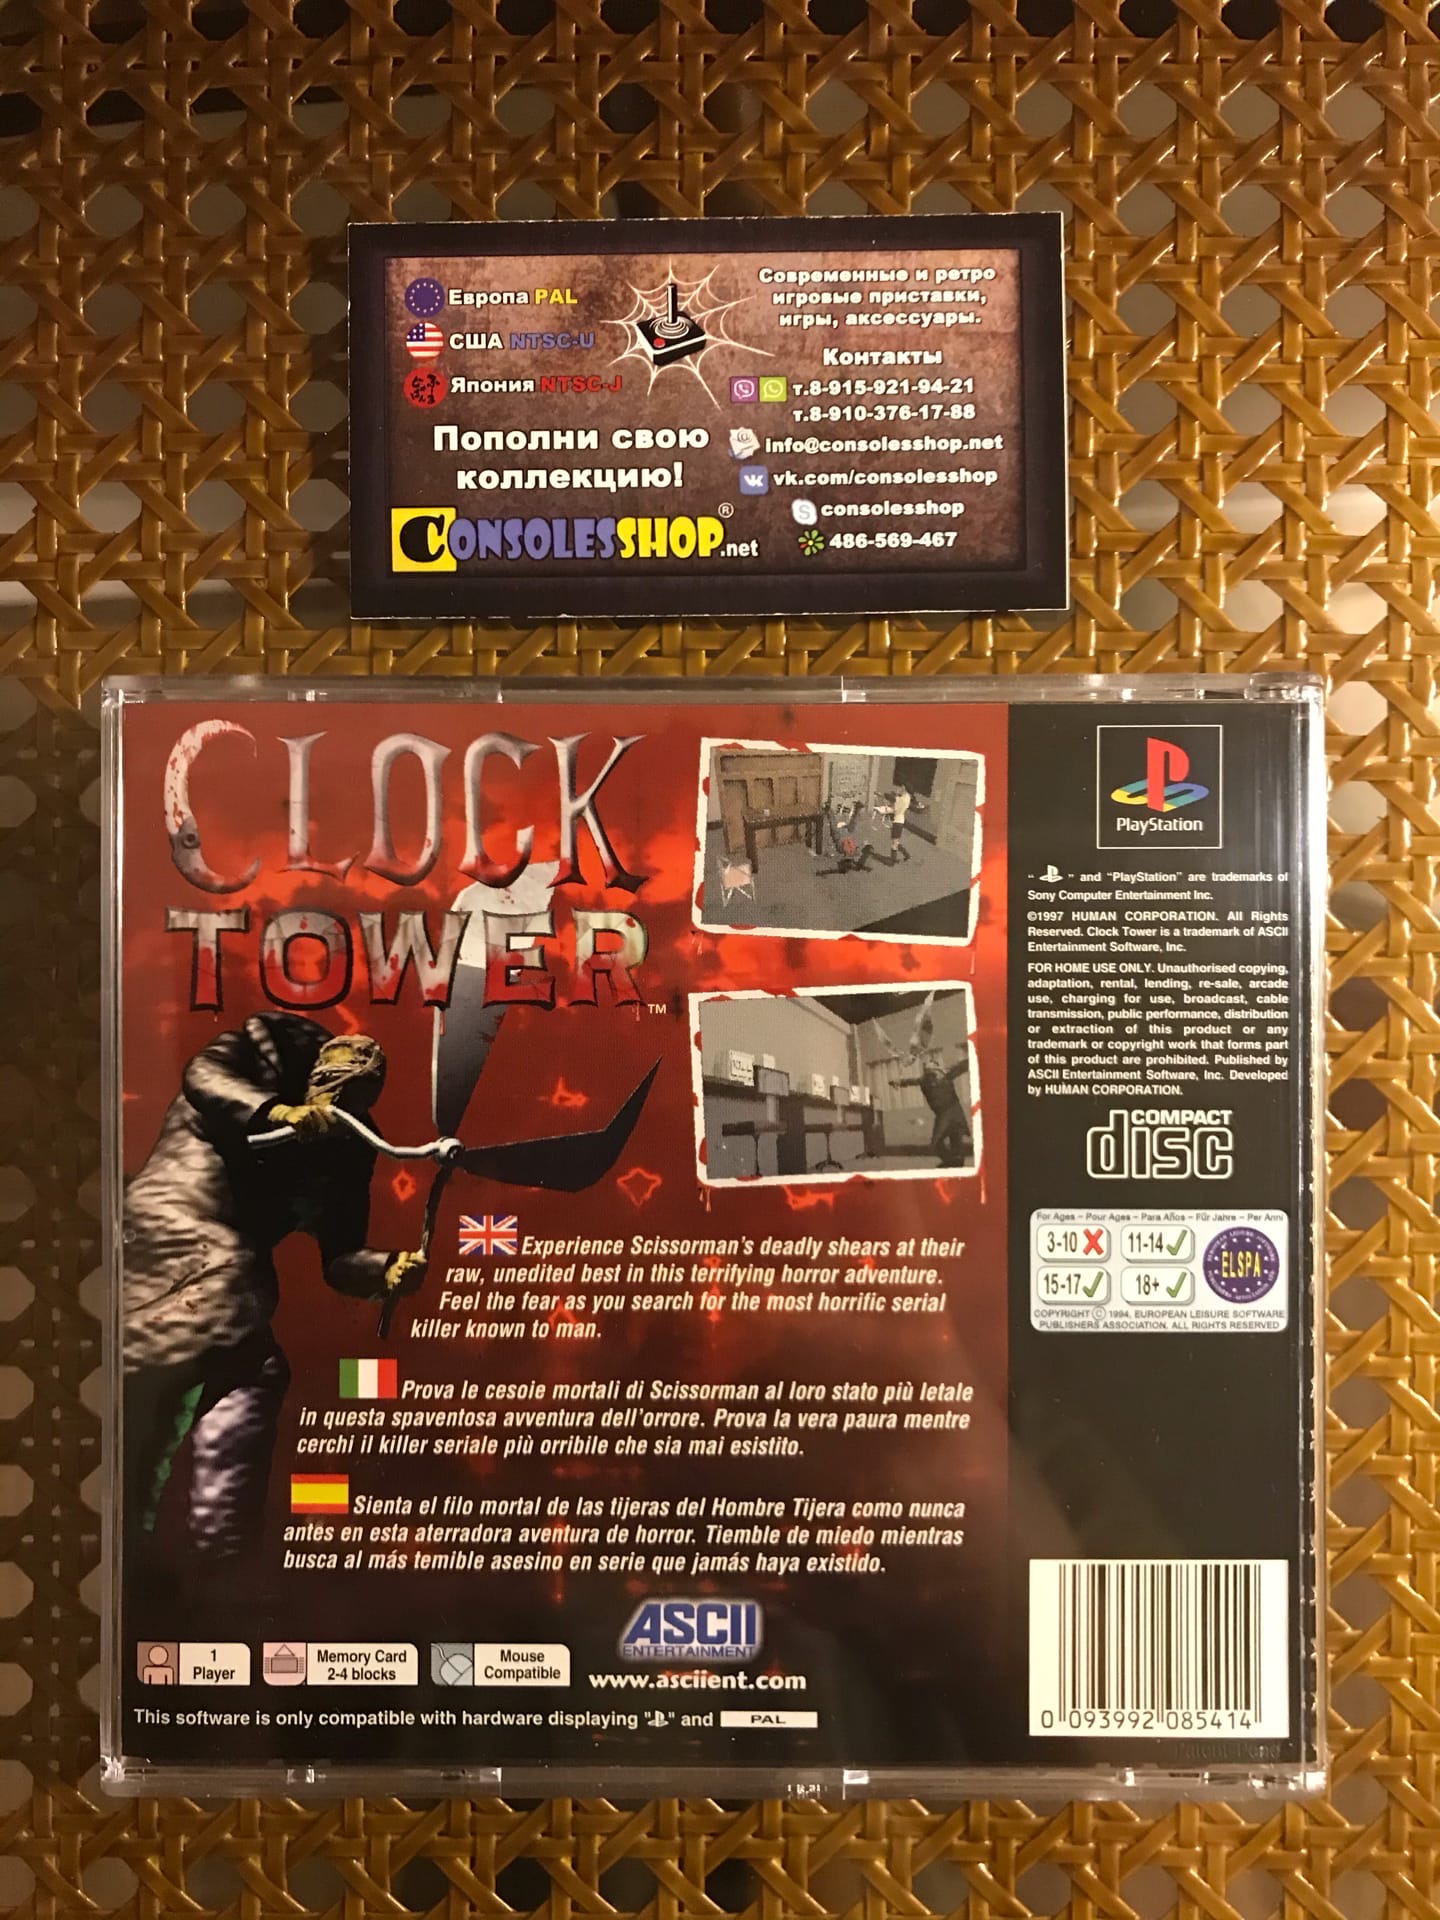 Европа PAL
США NTSC-U
Япония NTSC-J
Пополни свою
коллекцию!
CONSOLESSHOP.net
®
Современные и ретро
игровые приставки,
игры, аксессуары.
Контакты
т.8-915-921-94-21
т.8-910-376-17-88
info@consolesshop.net
vk.com/consolesshop
consolesshop
486-569-467
CLOCK
TOWER
TM
Experience Scissorman's deadly shears at their
raw, unedited best in this terrifying horror adventure.
Feel the fear as you search for the most horrific serial
killer known to man.
Prova le cesoie mortali di Scissorman al loro stato più letale
in questa spaventosa avventura dell'orrore. Prova la vera paura mentre
cerchi il killer seriale più orribile che sia mai esistito.
Sienta el filo mortal de las tijeras del Hombre Tijera como nunca
antes en esta aterradora aventura de horror. Tiemble de miedo mientras
busca al más temible asesino en serie que jamás haya existido.
1
Player
Memory Card
2-4 blocks
Mouse
Compatible
ASCII
ENTERTAINMENT
www.asciient.com
This software is only compatible with hardware displaying "PS" and PAL
PlayStation
" PS " and "PlayStation" are trademarks of
Sony Computer Entertainment Inc.
©1997 HUMAN CORPORATION. All Rights
Reserved. Clock Tower is a trademark of ASCII
Entertainment Software, Inc.
FOR HOME USE ONLY. Unauthorised copying,
adaptation, rental, lending, re-sale, arcade
use, charging for use, broadcast, cable
transmission, public performance, distribution
or extraction of this product or any
trademark or copyright work that forms part
of this product are prohibited. Published by
ASCII Entertainment Software, Inc. Developed
by HUMAN CORPORATION.
COMPACT
disc
For Ages – Pour Ages – Para Años – Für Jahre – Per Anni
3-10 11-14
15-17 18+
ELSPA
COPYRIGHT © 1994, EUROPEAN LEISURE SOFTWARE
PUBLISHERS ASSOCIATION. ALL RIGHTS RESERVED
0 093992 085414